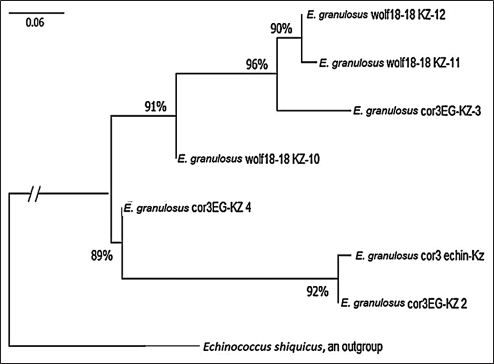 0.06
E. granulosus wolf18-18 KZ-12
90%
E. granulosus wolf18-18 KZ-11
96%
E. granulosus cor3EG-KZ-3
91%
E. granulosus wolf18-18 KZ-10
E. granulosus cor3EG-KZ 4
89%
E. granulosus cor3 echin-Kz
92%
E. granulosus cor3EG-KZ 2
Echinococcus shiquicus, an outgroup